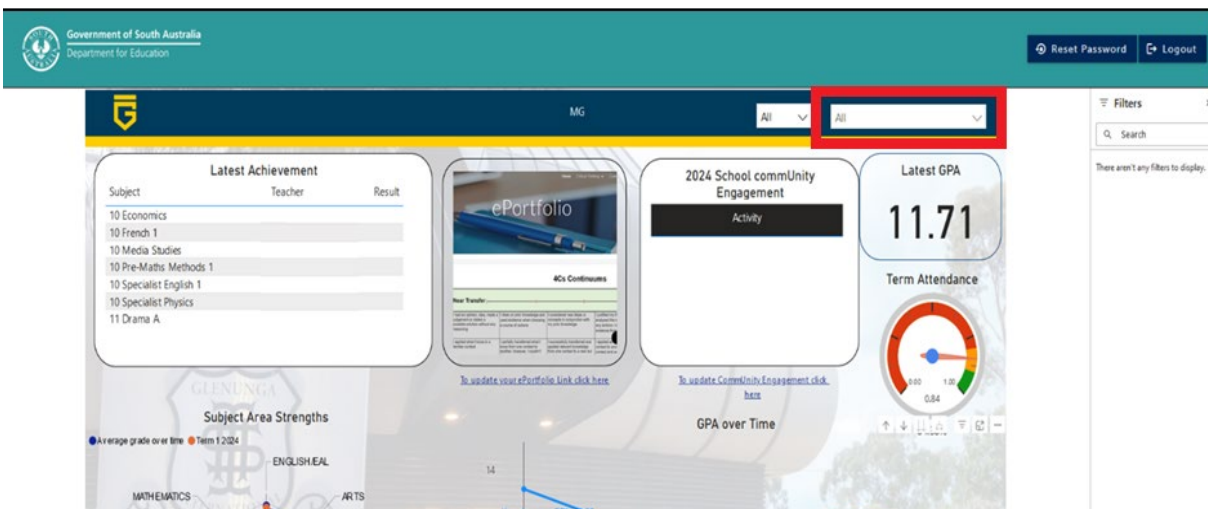 Government of South Australia
Department for Education
Reset Password
Logout
MG
All
All
Filters
Search
There aren't any filters to display.
Latest Achievement
Subject Teacher Result
10 Economics
10 French 1
10 Media Studies
10 Pre-Maths Methods 1
10 Specialist English 1
10 Specialist Physics
11 Drama A
ePortfolio
4Cs Continuums
Near Transfer
To update your ePortfolio Link click here
2024 School commUnity
Engagement
Activity
To update CommUnity Engagement click
here
Latest GPA
11.71
Term Attendance
0.00 1.00
0.84
GLENUNGA
Subject Area Strengths
Average grade over time Term 1 2024
ENGLISH/EAL
MATHEMATICS
ARTS
GPA over Time
14